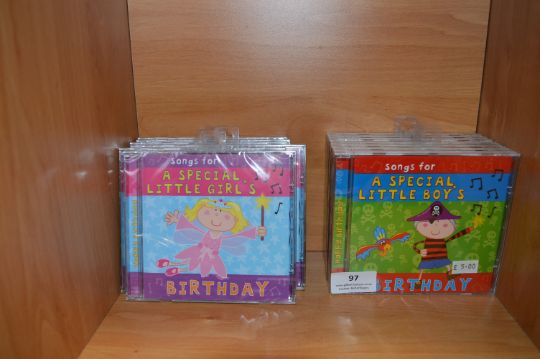 Songs for
A SPECIAL
LITTLE GIRL'S
BIRTHDAY
Songs for
A SPECIAL
LITTLE BOY'S
£ 5.00
97
BIRTHDAY